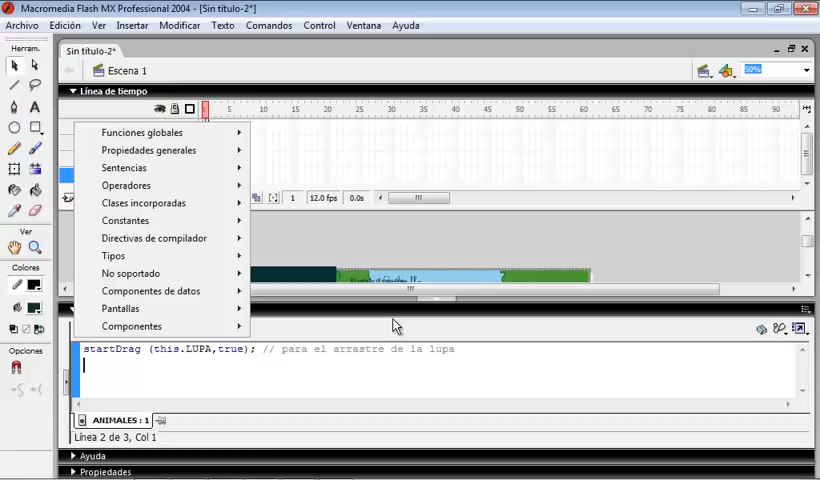 Macromedia Flash MX Professional 2004 - [Sin título-2*]
Archivo Edición Ver Insertar Modificar Texto Comandos Control Ventana Ayuda
Herram.
Sin título-2*
Escena 1
50%
Línea de tiempo
1 5 10 15 20 25 30 35 40 45 50 55 60 65 70 75 80 85 90
Funciones globales
Propiedades generales
Sentencias
Operadores
Clases incorporadas
Constantes
Directivas de compilador
Tipos
No soportado
Componentes de datos
Pantallas
Componentes
1 12.0 fps 0.0s
Ver
Colores
Opciones
startDrag (this.LUPA,true); // para el arrastre de la lupa
ANIMALES : 1
Línea 2 de 3, Col 1
Ayuda
Propiedades